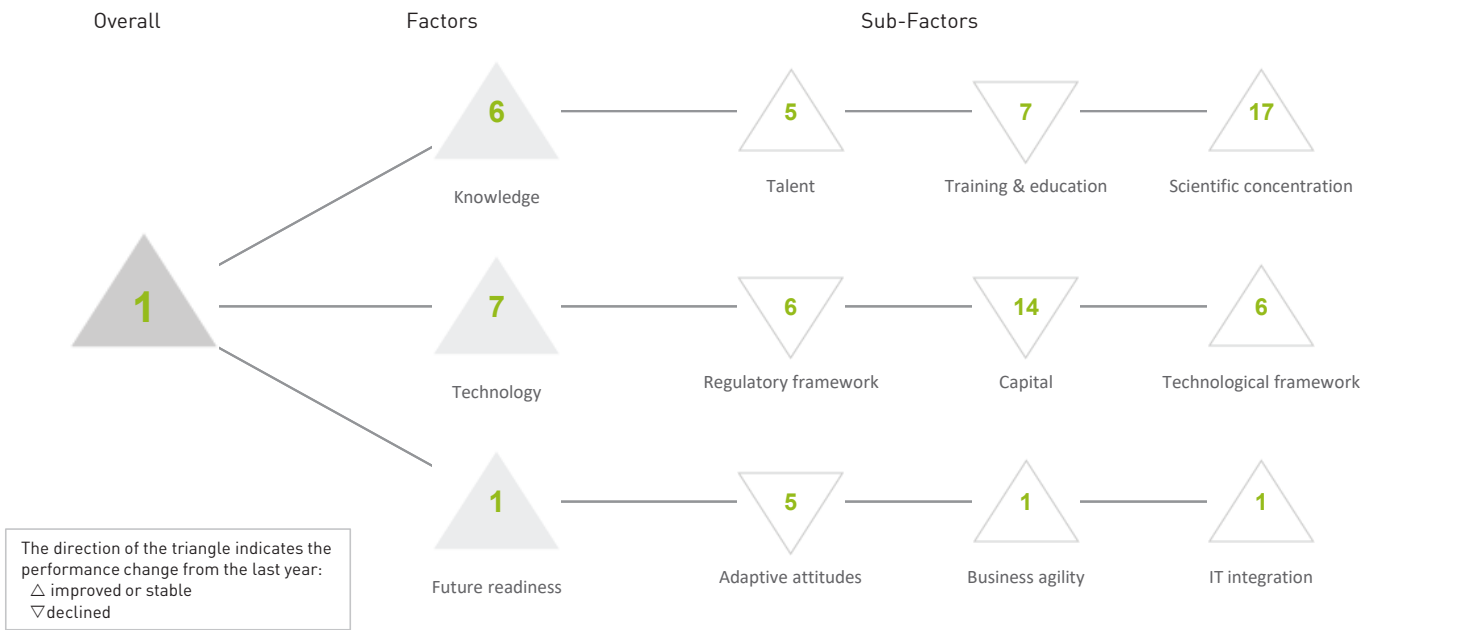 Overall
Factors
Sub-Factors
6
5
7
17
Knowledge
Talent
Training & education
Scientific concentration
1
7
6
14
6
Technology
Regulatory framework
Capital
Technological framework
1
5
1
1
Future readiness
Adaptive attitudes
Business agility
IT integration
The direction of the triangle indicates the
performance change from the last year:
△ improved or stable
▽ declined